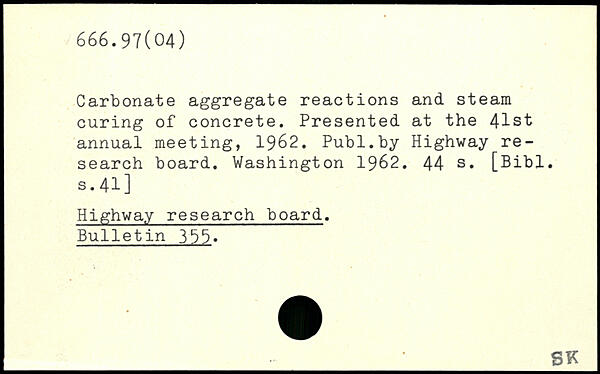 666.97(04)
Carbonate aggregate reactions and steam
curing of concrete. Presented at the 41st
annual meeting, 1962. Publ.by Highway re-
search board. Washington 1962. 44 s. [Bibl.
s.41]
Highway research board.
Bulletin 355.
SK